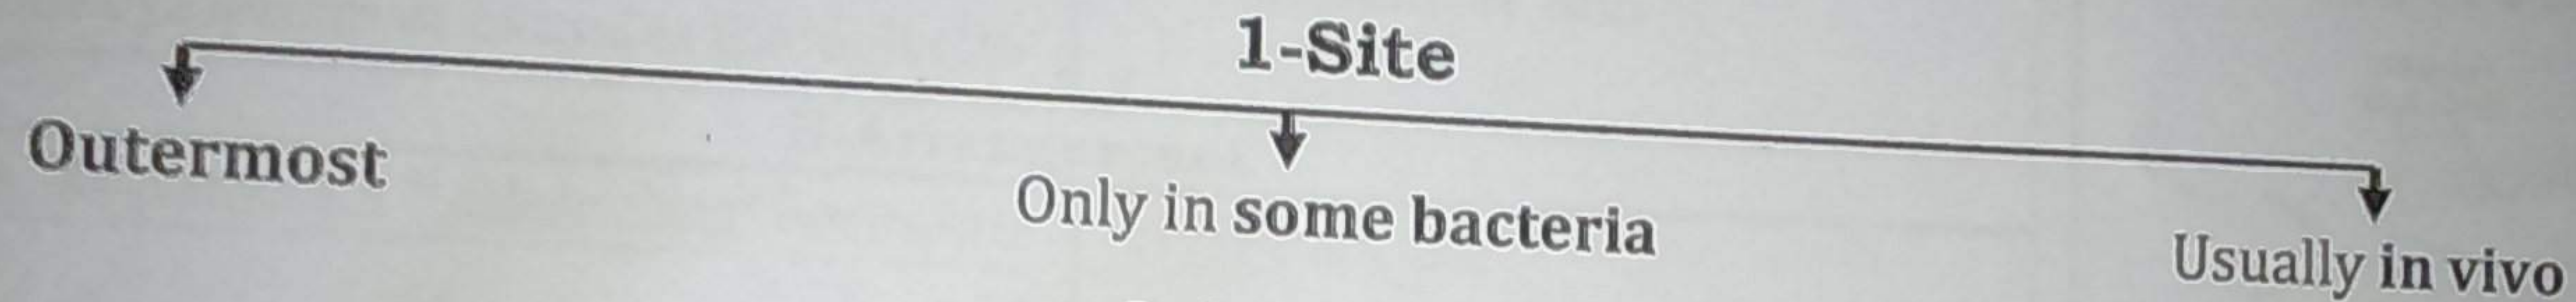 1-Site
Outermost
Only in some bacteria
Usually in vivo